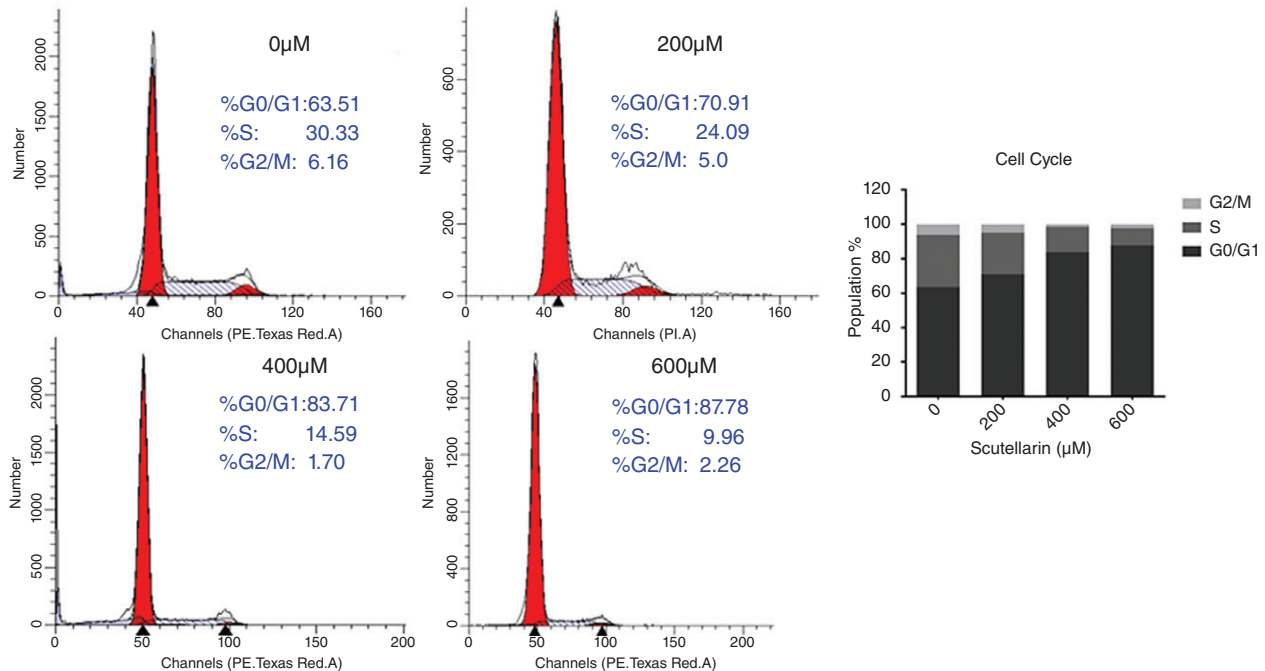 0µM
%G0/G1:63.51
%S: 30.33
%G2/M: 6.16
Number
2000
1500
1000
500
0
0 40 80 120 160
Channels (PE.Texas Red.A)
200µM
%G0/G1:70.91
%S: 24.09
%G2/M: 5.0
Number
600
400
200
0
0 40 80 120 160
Channels (PI.A)
400µM
%G0/G1:83.71
%S: 14.59
%G2/M: 1.70
Number
2000
1500
1000
500
0
0 50 100 150 200
Channels (PE.Texas Red.A)
600µM
%G0/G1:87.78
%S: 9.96
%G2/M: 2.26
Number
1600
1200
800
400
0
0 50 100 150 200
Channels (PE.Texas Red.A)
Cell Cycle
Population %
120
100
80
60
40
20
0
0 200 400 600
Scutellarin (µM)
G2/M
S
G0/G1